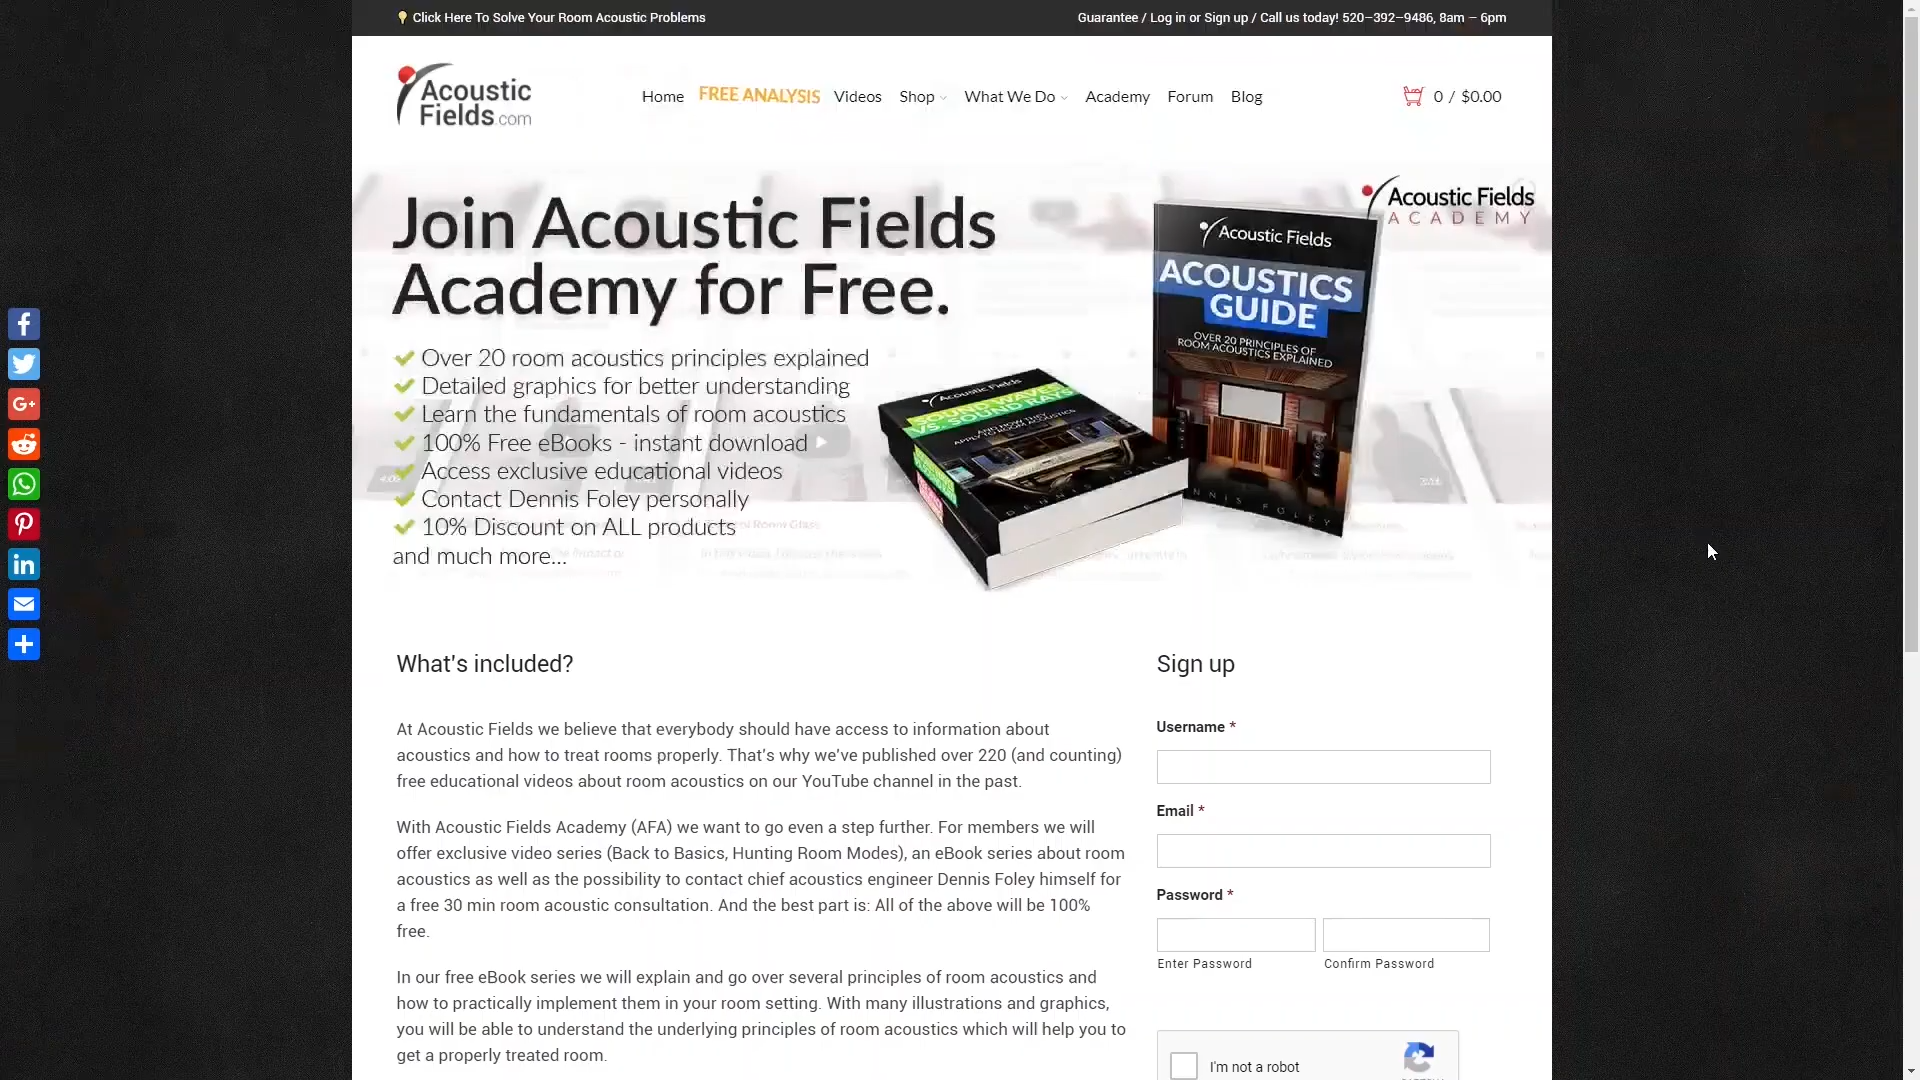 Click Here To Solve Your Room Acoustic Problems
Guarantee / Log in or Sign up / Call us today! 520–392–9486, 8am – 6pm
Acoustic
Fields.com
Home FREE ANALYSIS Videos Shop What We Do Academy Forum Blog
0 / $0.00
Join Acoustic Fields
Academy for Free.
Over 20 room acoustics principles explained
Detailed graphics for better understanding
Learn the fundamentals of room acoustics
100% Free eBooks - instant download
Access exclusive educational videos
Contact Dennis Foley personally
10% Discount on ALL products
and much more...
Acoustic Fields
ACADEMY
Acoustic Fields
ACOUSTICS
GUIDE
OVER 20 PRINCIPLES OF
ROOM ACOUSTICS EXPLAINED
Acoustic Fields
SOUND WAVES
VS. SOUND RAYS
AND HOW THEY
APPLY TO ROOM ACOUSTICS
What's included?
At Acoustic Fields we believe that everybody should have access to information about
acoustics and how to treat rooms properly. That's why we've published over 220 (and counting)
free educational videos about room acoustics on our YouTube channel in the past.
With Acoustic Fields Academy (AFA) we want to go even a step further. For members we will
offer exclusive video series (Back to Basics, Hunting Room Modes), an eBook series about room
acoustics as well as the possibility to contact chief acoustics engineer Dennis Foley himself for
a free 30 min room acoustic consultation. And the best part is: All of the above will be 100%
free.
In our free eBook series we will explain and go over several principles of room acoustics and
how to practically implement them in your room setting. With many illustrations and graphics,
you will be able to understand the underlying principles of room acoustics which will help you to
get a properly treated room.
Sign up
Username *
Email *
Password *
Enter Password
Confirm Password
I'm not a robot